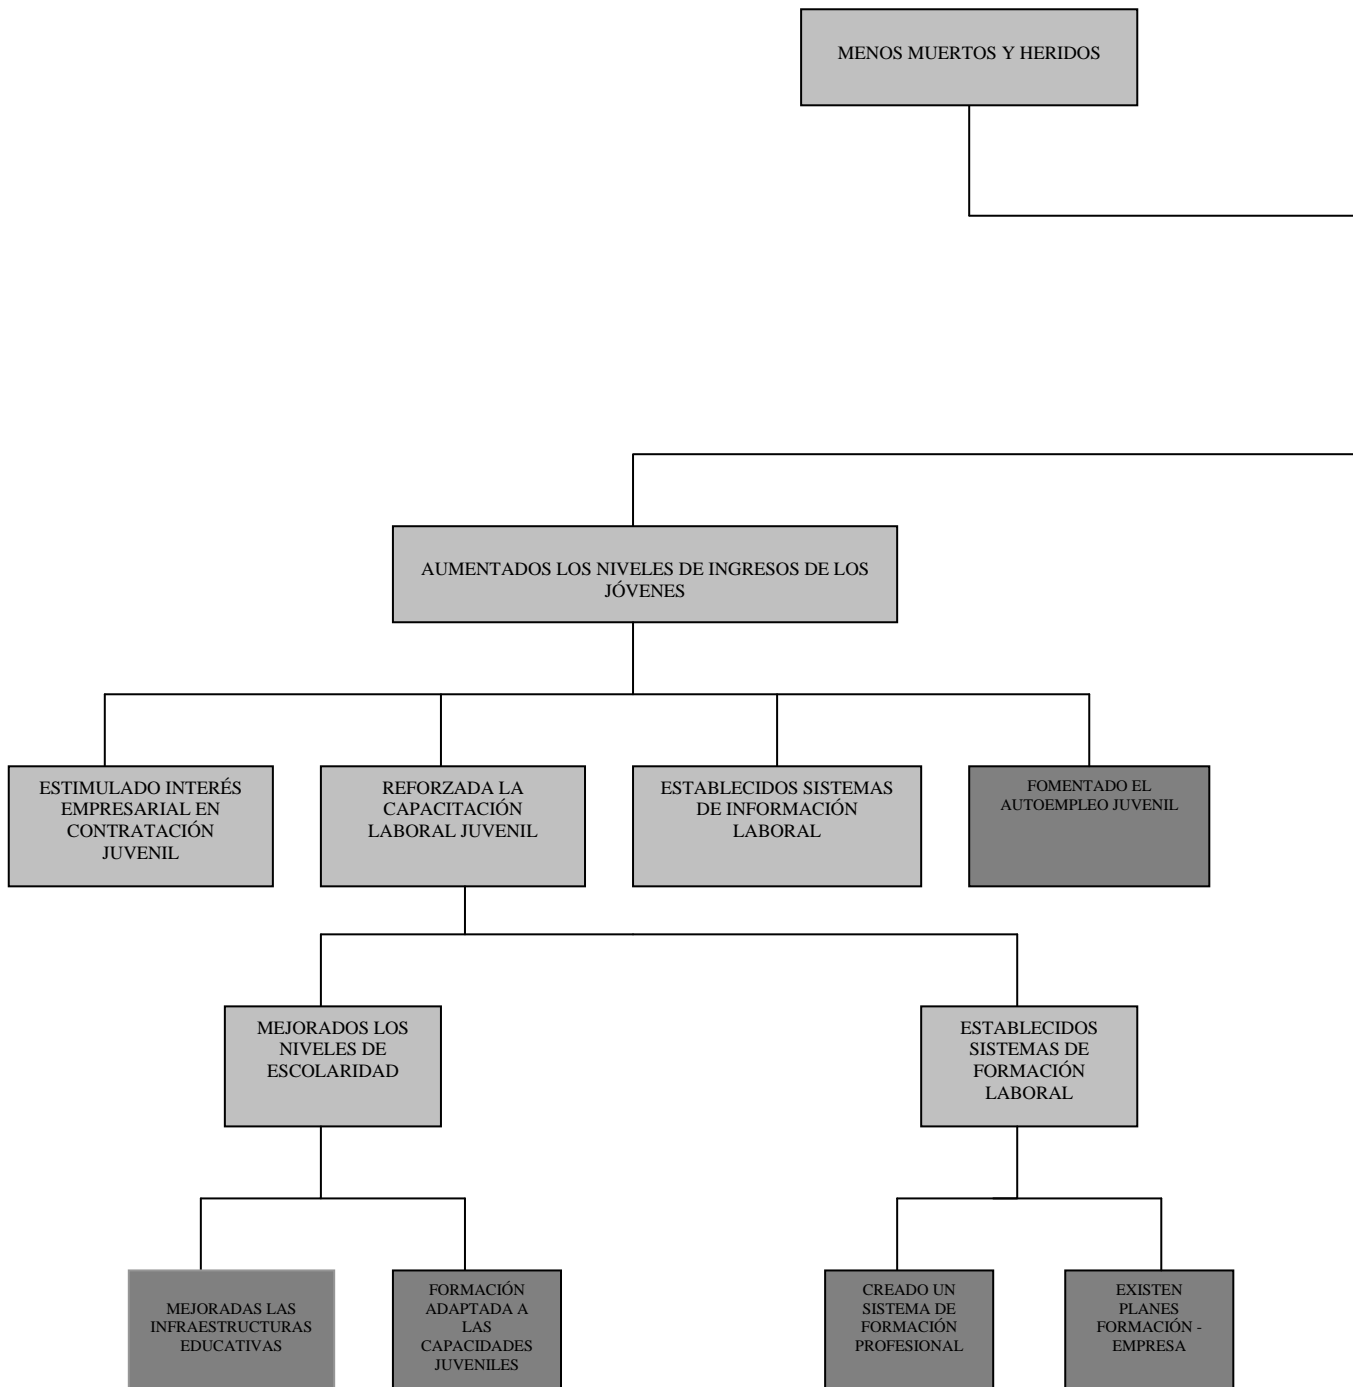 MENOS MUERTOS Y HERIDOS
AUMENTADOS LOS NIVELES DE INGRESOS DE LOS
JÓVENES
ESTIMULADO INTERÉS
EMPRESARIAL EN
CONTRATACIÓN
JUVENIL
REFORZADA LA
CAPACITACIÓN
LABORAL JUVENIL
ESTABLECIDOS SISTEMAS
DE INFORMACIÓN
LABORAL
FOMENTADO EL
AUTOEMPLEO JUVENIL
MEJORADOS LOS
NIVELES DE
ESCOLARIDAD
ESTABLECIDOS
SISTEMAS DE
FORMACIÓN
LABORAL
MEJORADAS LAS
INFRAESTRUCTURAS
EDUCATIVAS
FORMACIÓN
ADAPTADA A
LAS
CAPACIDADES
JUVENILES
CREADO UN
SISTEMA DE
FORMACIÓN
PROFESIONAL
EXISTEN
PLANES
FORMACIÓN -
EMPRESA